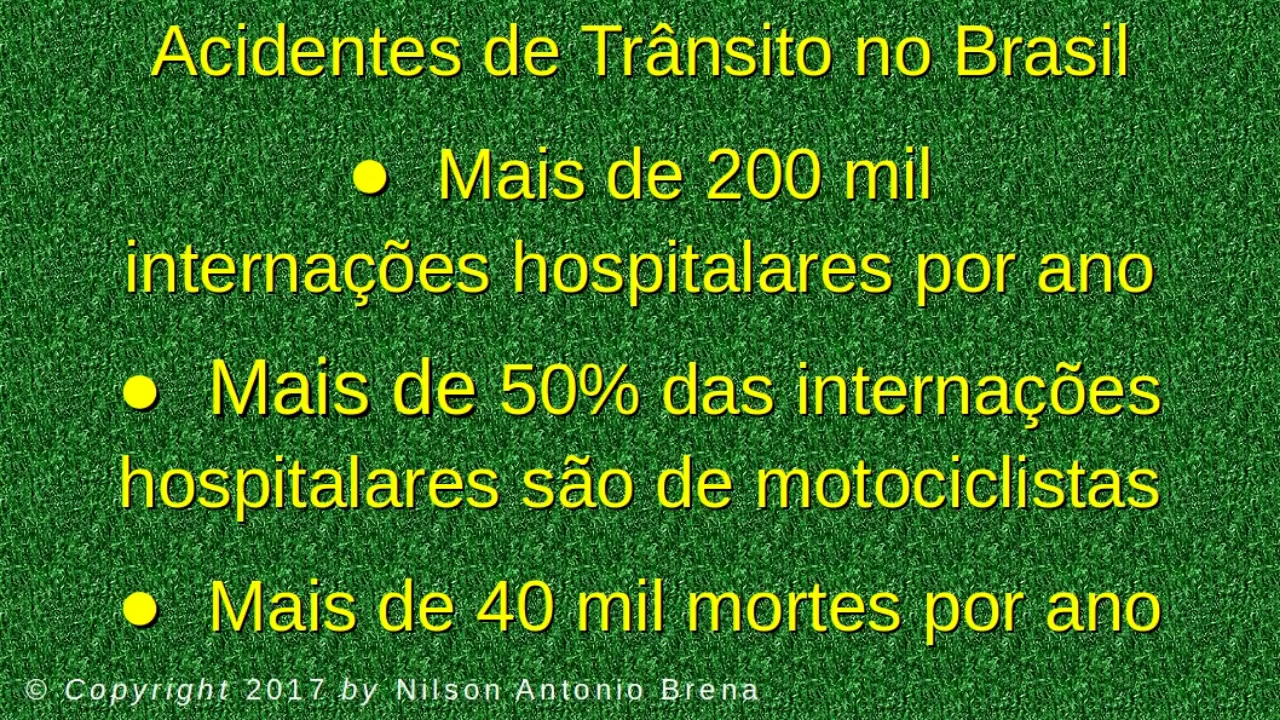 Acidentes de Trânsito no Brasil
● Mais de 200 mil
internações hospitalares por ano
● Mais de 50% das internações
hospitalares são de motociclistas
● Mais de 40 mil mortes por ano
© Copyright 2017 by Nilson Antonio Brena